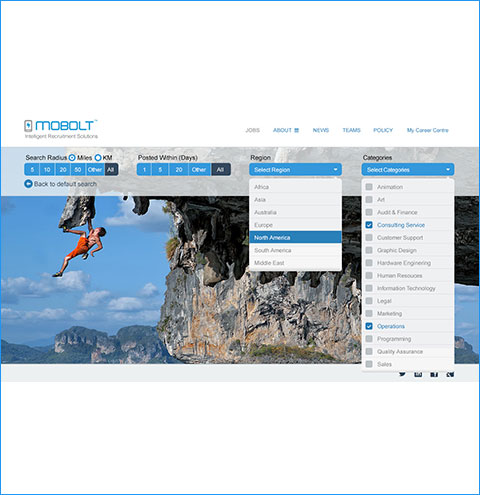 MOBOLT™
Intelligent Recruitment Solutions
JOBS ABOUT NEWS TEAMS POLICY My Career Centre
Search Radius Miles KM
5 10 20 50 Other All
Back to default search
Posted Within (Days)
1 5 20 Other All
Region
Select Region
Africa
Asia
Australia
Europe
North America
South America
Middle East
Categories
Select Categories
Animation
Art
Audit & Finance
Consulting Service
Customer Support
Graphic Design
Hardware Engineering
Human Resouces
Information Technology
Legal
Marketing
Operations
Programming
Quality Assurance
Sales